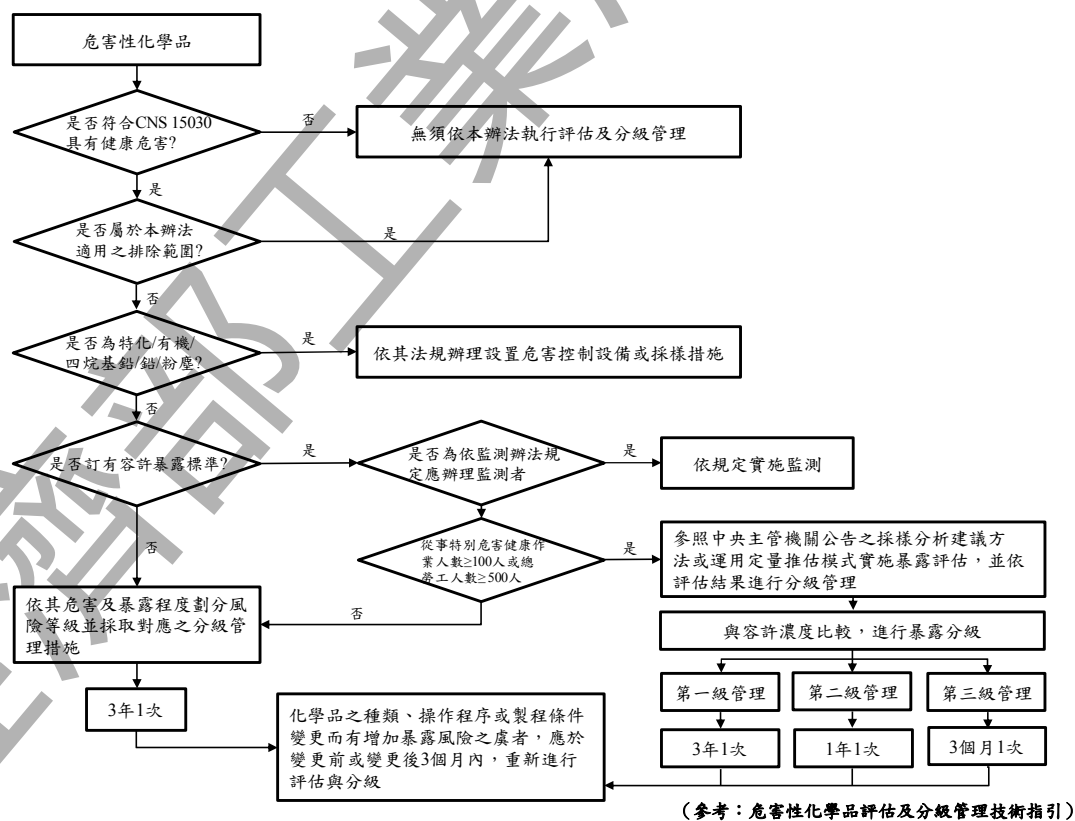 危害性化學品
是否符合CNS 15030
具有健康危害?
否
無須依本辦法執行評估及分級管理
是
是否屬於本辦法
適用之排除範圍?
是
否
是否為特化/有機/
四烷基鉛/鉛/粉塵?
是
依其法規辦理設置危害控制設備或採樣措施
否
是否訂有容許暴露標準?
是
是否為依監測辦法規
定應辦理監測者
是
依規定實施監測
否
從事特別危害健康作
業人數≥100人或總
勞工人數≥500人
是
參照中央主管機關公告之採樣分析建議方
法或運用定量推估模式實施暴露評估，並依
評估結果進行分級管理
否
依其危害及暴露程度劃分風
險等級並採取對應之分級管
理措施
與容許濃度比較，進行暴露分級
第一級管理
第二級管理
第三級管理
3年1次
3年1次
1年1次
3個月1次
化學品之種類、操作程序或製程條件
變更而有增加暴露風險之虞者，應於
變更前或變更後3個月內，重新進行
評估與分級
（參考：危害性化學品評估及分級管理技術指引）
經濟部工業局